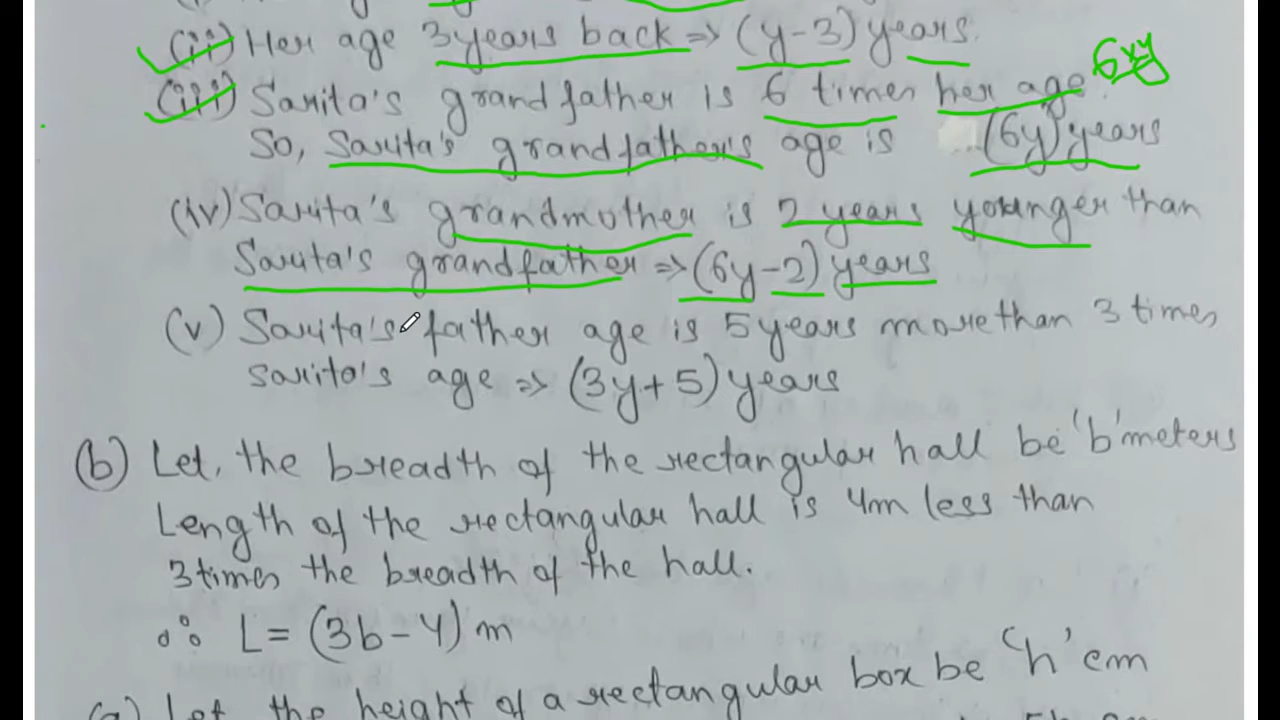 (ii) Her age 3years back ⇒ (y-3) years.
6xy
(iii) Sarita's grandfather is 6 times her age.
So, Sarita's grandfather's age is (6y) years
(iv) Sarita's grandmother is 2 years younger than
Sarita's grandfather ⇒ (6y-2) years
(v) Sarita's father age is 5 years more than 3 times
sarita's age ⇒ (3y+5) years
(b) Let, the breadth of the rectangular hall be 'b' meters
Length of the rectangular hall is 4m less than
3 times the breadth of the hall.
∴ L = (3b-4) m
Let the height of a rectangular box be 'h' cm